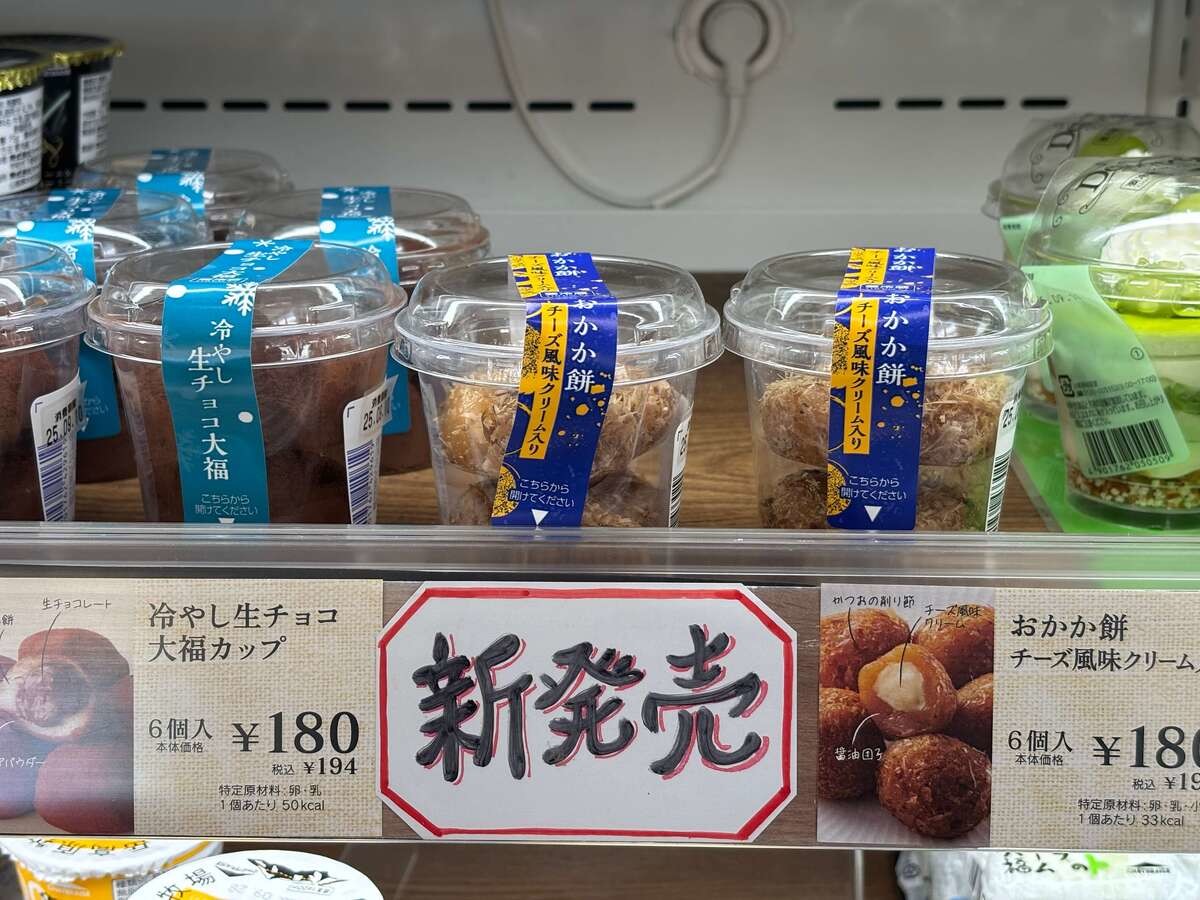 冷やし
生チョコ大福
こちらから
開けてください
25.09.
おかか餅
チーズ風味クリーム入り
こちらから
開けてください
おかか餅
チーズ風味クリーム入り
こちらから
開けてください
生チョコレート
冷やし生チョコ
大福カップ
6個入
本体価格
¥180
税込 ¥194
特定原材料:卵・乳
1個あたり 50kcal
新発売
かつおの削り節
チーズ風味
クリーム
醤油団子
おかか餅
チーズ風味クリーム
6個入
本体価格
¥180
税込 ¥19
特定原材料:卵・乳・小
1個あたり 33kcal
牧場